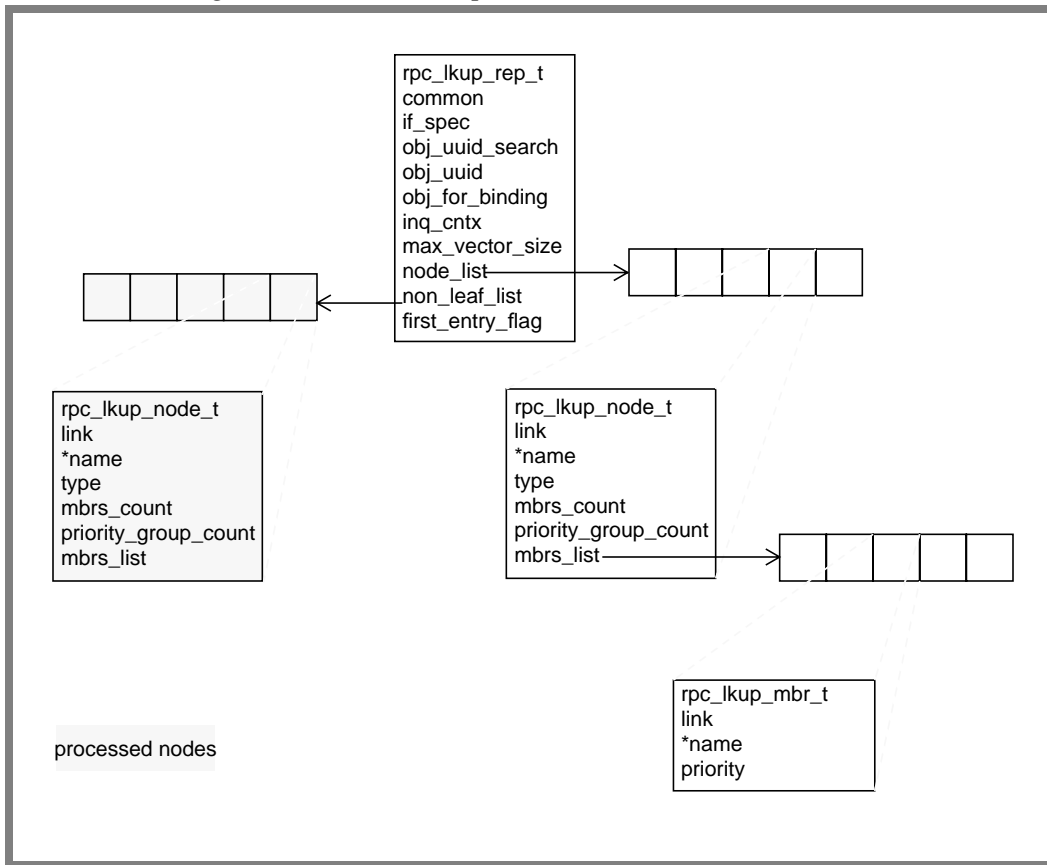 rpc_lkup_rep_t
common
if_spec
obj_uuid_search
obj_uuid
obj_for_binding
inq_cntx
max_vector_size
node_list
non_leaf_list
first_entry_flag
rpc_lkup_node_t
link
*name
type
mbrs_count
priority_group_count
mbrs_list
rpc_lkup_node_t
link
*name
type
mbrs_count
priority_group_count
mbrs_list
rpc_lkup_mbr_t
link
*name
priority
processed nodes